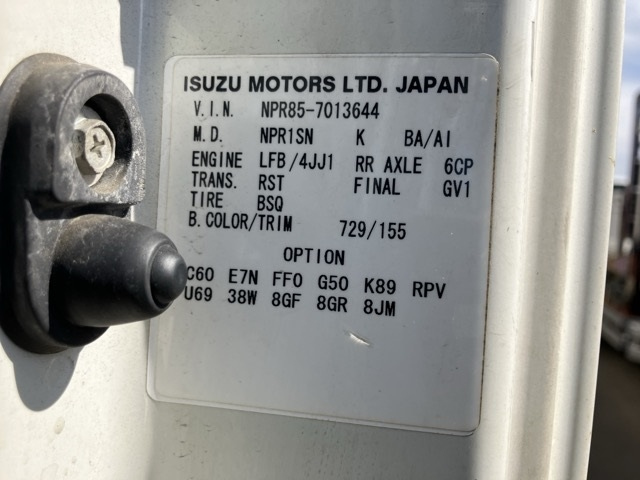 ISUZU MOTORS LTD. JAPAN
V.I.N. NPR85-7013644
M.D. NPR1SN K BA/AI
ENGINE LFB/4JJ1 RR AXLE 6CP
TRANS. RST FINAL GV1
TIRE BSQ
B.COLOR/TRIM 729/155
OPTION
C60 E7N FF0 G50 K89 RPV
U69 38W 8GF 8GR 8JM